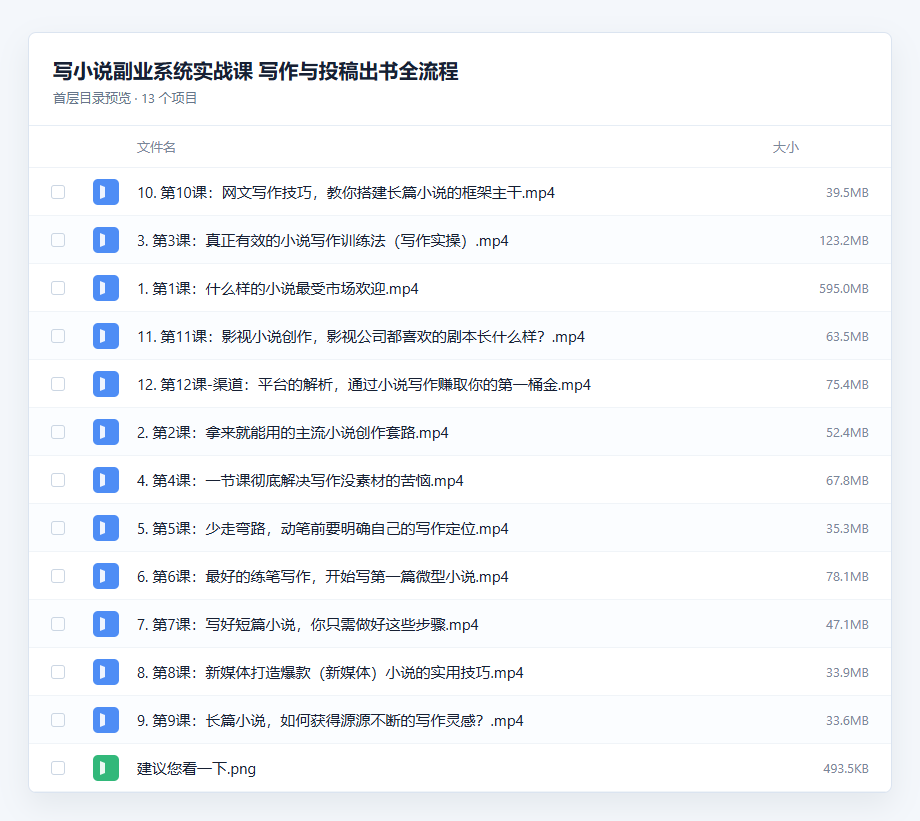 写小说副业系统实战课 写作与投稿出书全流程
首层目录预览 · 13 个项目
文件名 大小
10. 第10课：网文写作技巧，教你搭建长篇小说的框架主干.mp4 39.5MB
3. 第3课：真正有效的小说写作训练法（写作实操）.mp4 123.2MB
1. 第1课：什么样的小说最受市场欢迎.mp4 595.0MB
11. 第11课：影视小说创作，影视公司都喜欢的剧本长什么样？.mp4 63.5MB
12. 第12课-渠道：平台的解析，通过小说写作赚取你的第一桶金.mp4 75.4MB
2. 第2课：拿来就能用的主流小说创作套路.mp4 52.4MB
4. 第4课：一节课彻底解决写作没素材的苦恼.mp4 67.8MB
5. 第5课：少走弯路，动笔前要明确自己的写作定位.mp4 35.3MB
6. 第6课：最好的练笔写作，开始写第一篇微型小说.mp4 78.1MB
7. 第7课：写好短篇小说，你只需做好这些步骤.mp4 47.1MB
8. 第8课：新媒体打造爆款（新媒体）小说的实用技巧.mp4 33.9MB
9. 第9课：长篇小说，如何获得源源不断的写作灵感？.mp4 33.6MB
建议您看一下.png 493.5KB